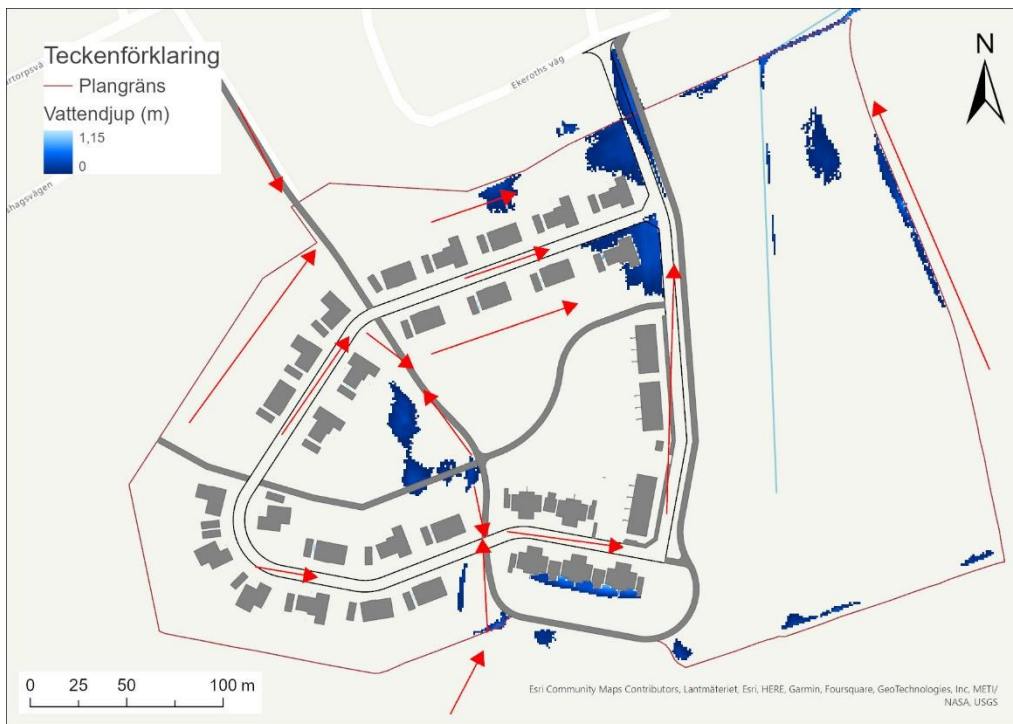 Teckenförklaring
Plangräns
Vattendjup (m)
1,15
0
Ekeroths väg
N
0 25 50 100 m
Esri Community Maps Contributors, Lantmäteriet, Esri, HERE, Garmin, Foursquare, GeoTechnologies, Inc, METI/
NASA, USGS